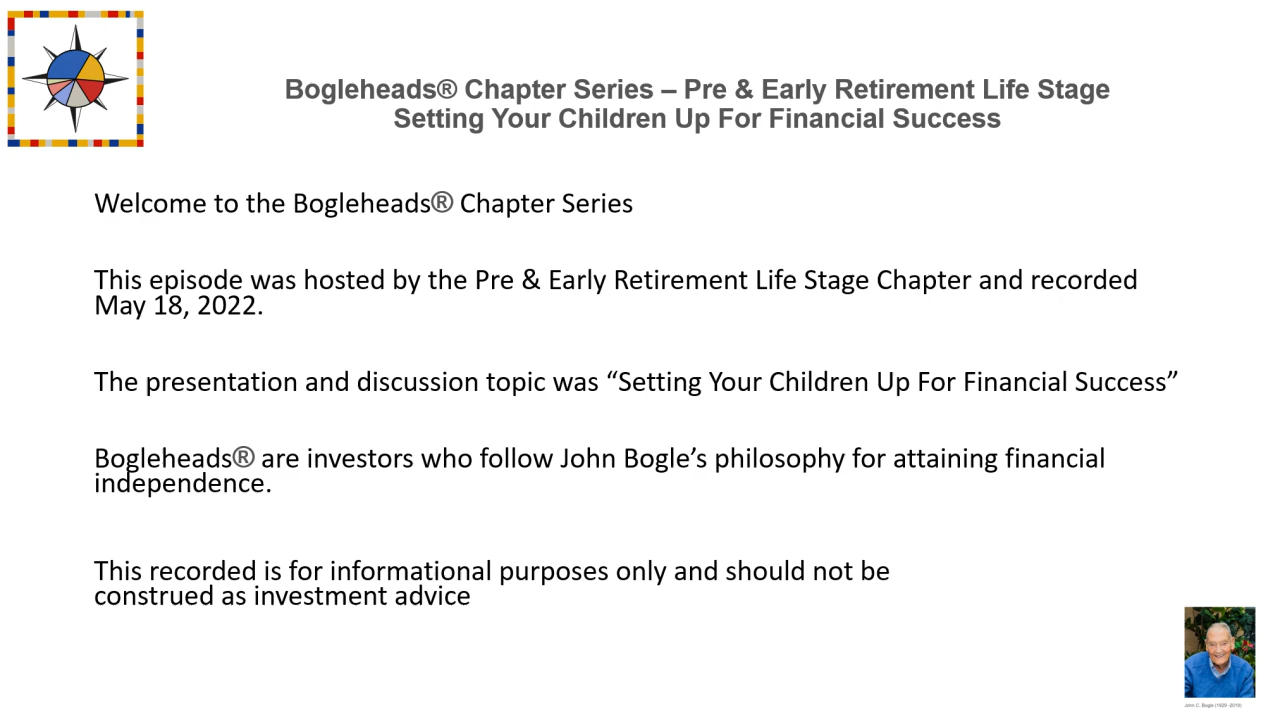 Bogleheads® Chapter Series – Pre & Early Retirement Life Stage
Setting Your Children Up For Financial Success
Welcome to the Bogleheads® Chapter Series
This episode was hosted by the Pre & Early Retirement Life Stage Chapter and recorded
May 18, 2022.
The presentation and discussion topic was “Setting Your Children Up For Financial Success”
Bogleheads® are investors who follow John Bogle’s philosophy for attaining financial
independence.
This recorded is for informational purposes only and should not be
construed as investment advice
John C. Bogle (1929 -2019)